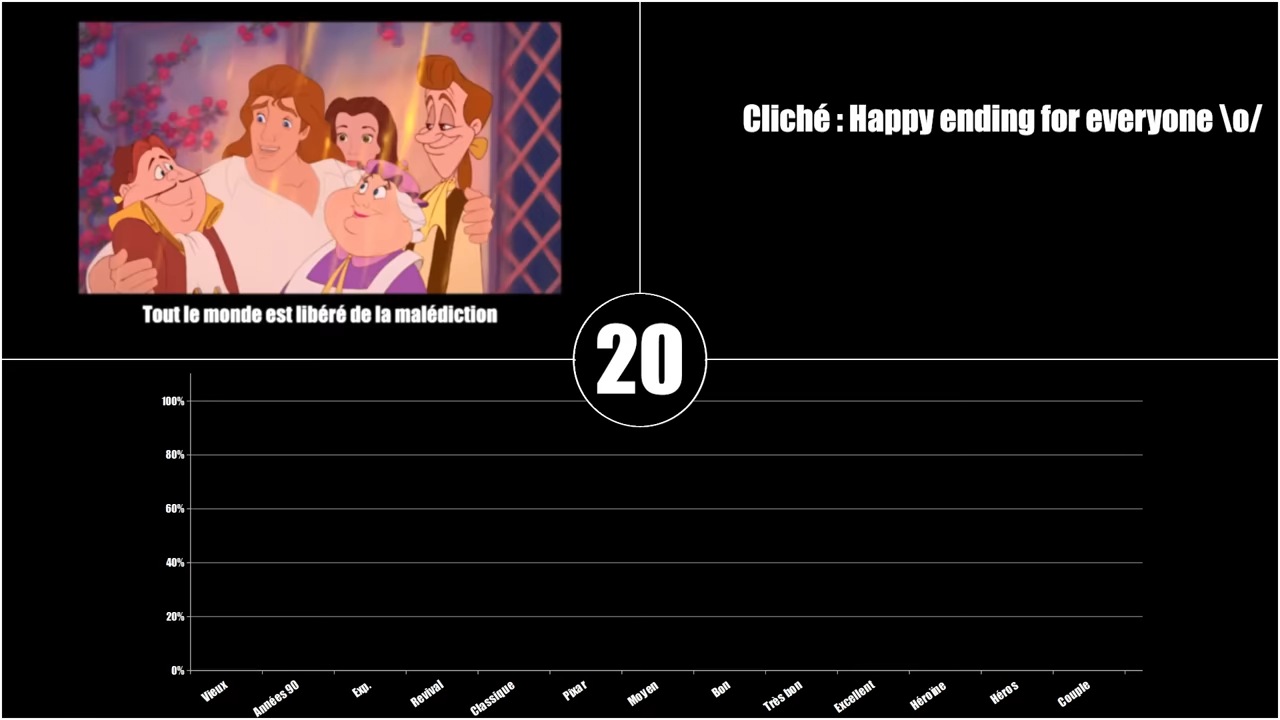 Cliché : Happy ending for everyone \o/
Tout le monde est libéré de la malédiction
20
100%
80%
60%
40%
20%
0%
Vieux
Années 90
Exp.
Revival
Classique
Pixar
Moyen
Bon
Très bon
Excellent
Héroïne
Héros
Couple